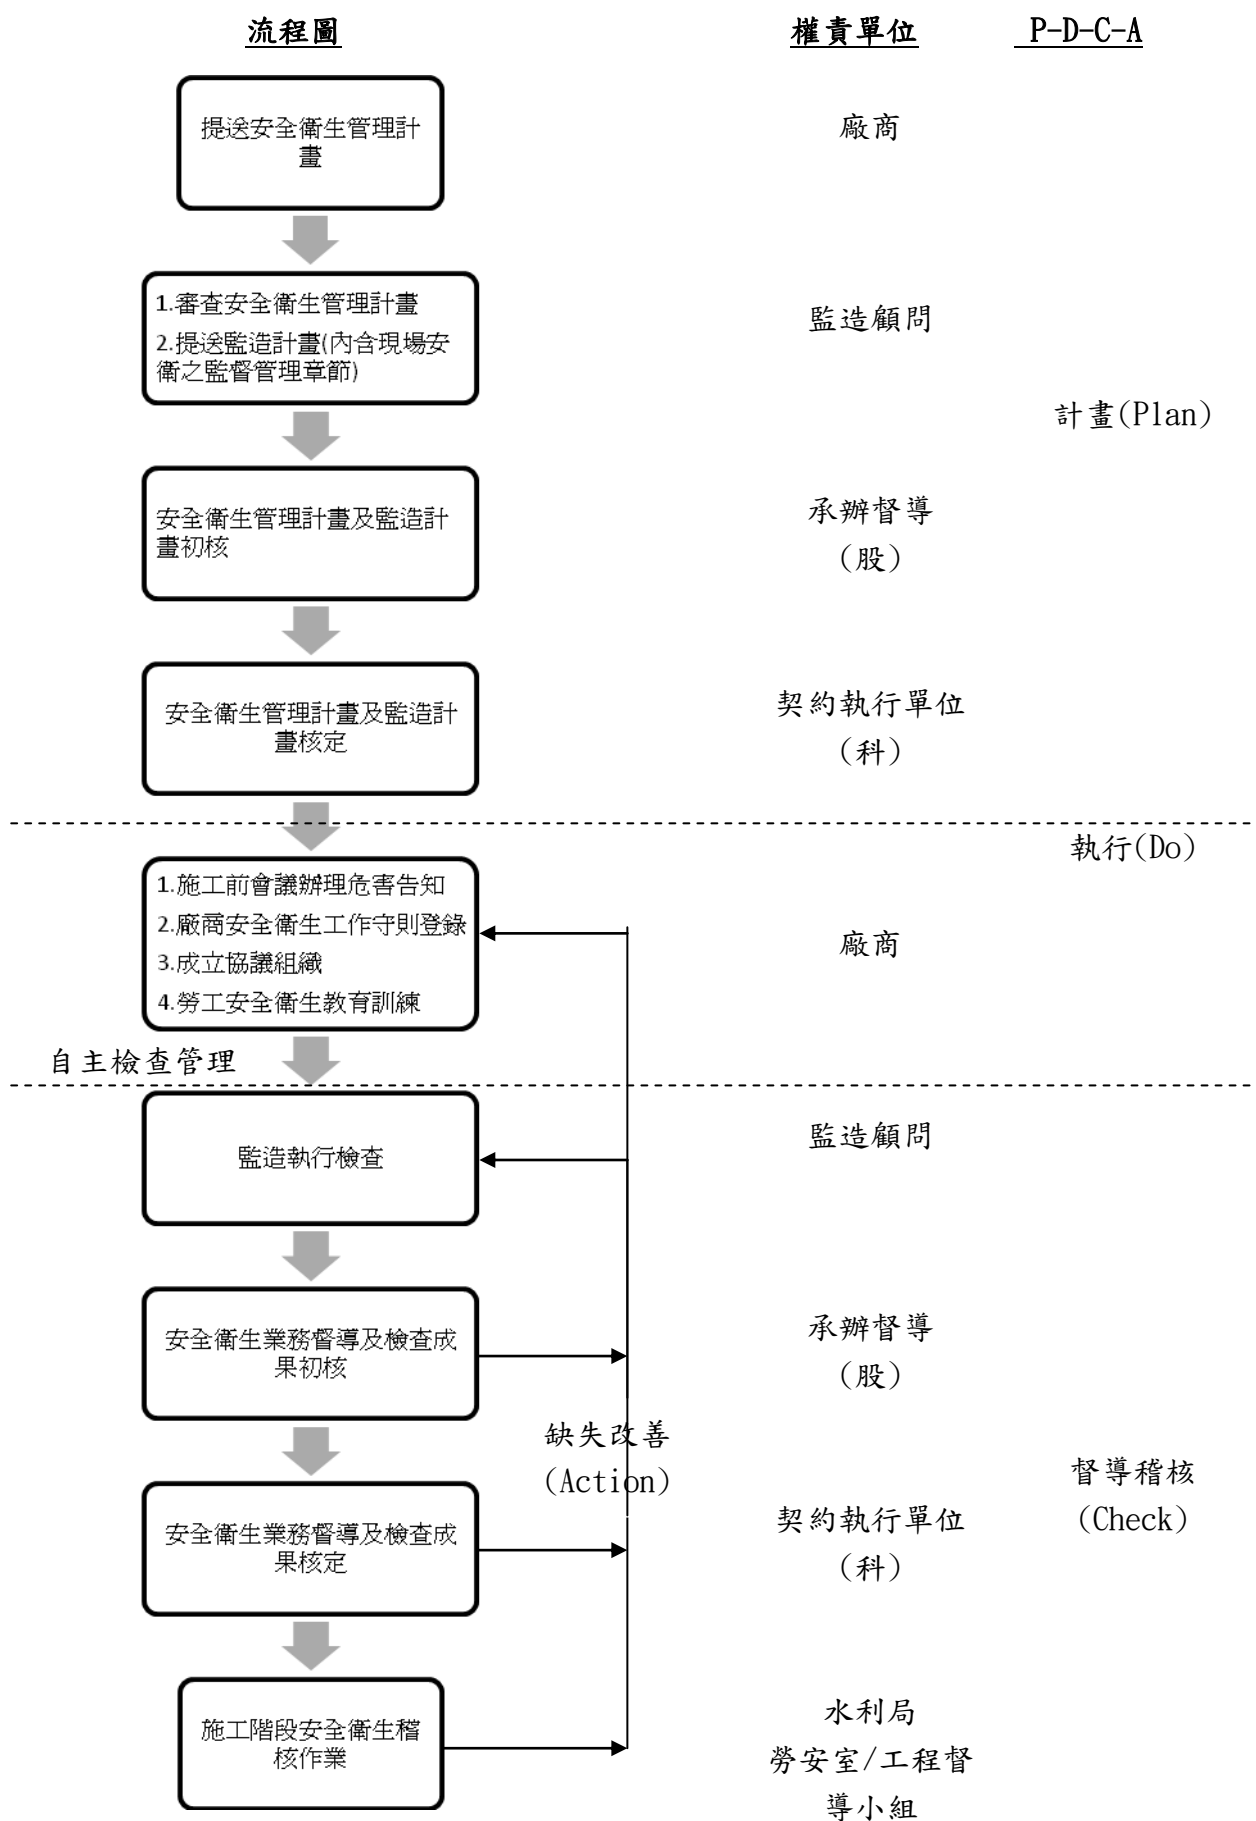 流程圖 權責單位 P-D-C-A
提送安全衛生管理計
畫
廠商
1.審查安全衛生管理計畫
2.提送監造計畫(內含現場安
衛之監督管理章節)
監造顧問
計畫(Plan)
安全衛生管理計畫及監造計
畫初核
承辦督導
(股)
安全衛生管理計畫及監造計
畫核定
契約執行單位
(科)
執行(Do)
1.施工前會議辦理危害告知
2.廠商安全衛生工作守則登錄
3.成立協議組織
4.勞工安全衛生教育訓練
廠商
自主檢查管理
監造執行檢查
監造顧問
安全衛生業務督導及檢查成
果初核
承辦督導
(股)
缺失改善
(Action)
督導稽核
(Check)
安全衛生業務督導及檢查成
果核定
契約執行單位
(科)
施工階段安全衛生稽
核作業
水利局
勞安室/工程督
導小組